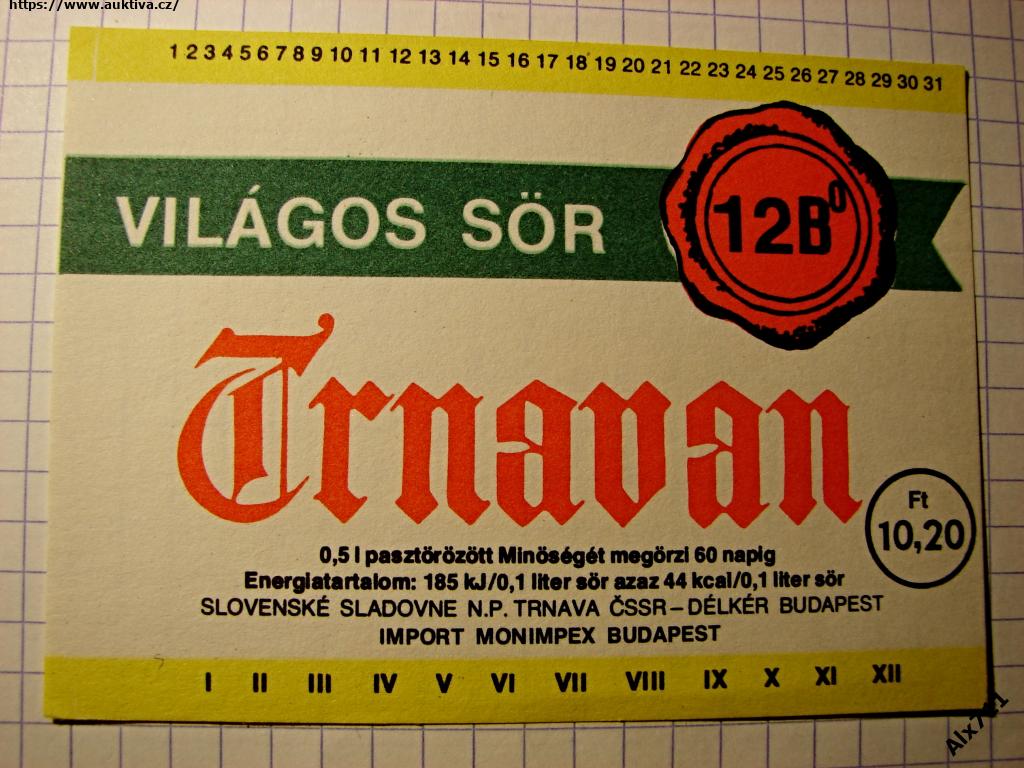 https://www.auktiva.cz/
1 2 3 4 5 6 7 8 9 10 11 12 13 14 15 16 17 18 19 20 21 22 23 24 25 26 27 28 29 30 31
VILÁGOS SÖR
12B⁰
Trnavan
Ft
10,20
0,5 l pasztörözött Minöségét megörzi 60 napig
Energiatartalom: 185 kJ/0,1 liter sör azaz 44 kcal/0,1 liter sör
SLOVENSKÉ SLADOVNE N.P. TRNAVA ČSSR – DÉLKÉR BUDAPEST
IMPORT MONIMPEX BUDAPEST
I II III IV V VI VII VIII IX X XI XII